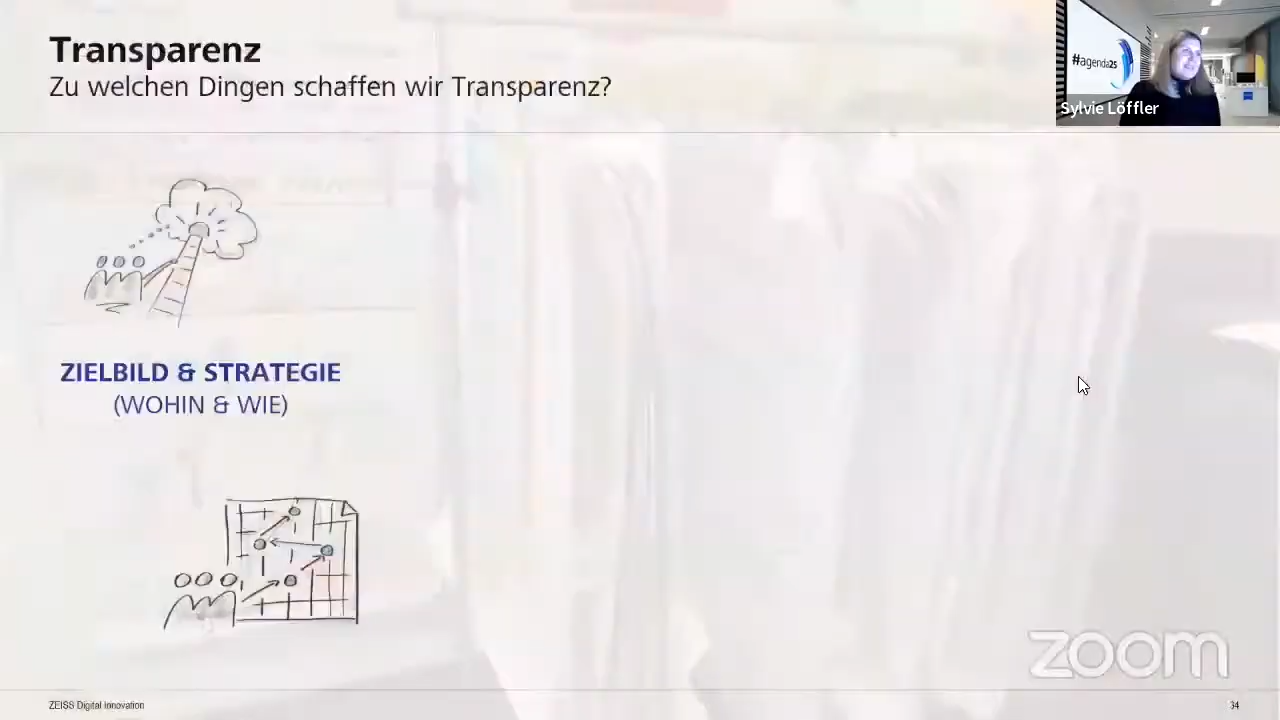 Transparenz
Zu welchen Dingen schaffen wir Transparenz?
#agenda25
Sylvie Löffler
ZIELBILD & STRATEGIE
(WOHIN & WIE)
zoom
ZEISS Digital Innovation
34